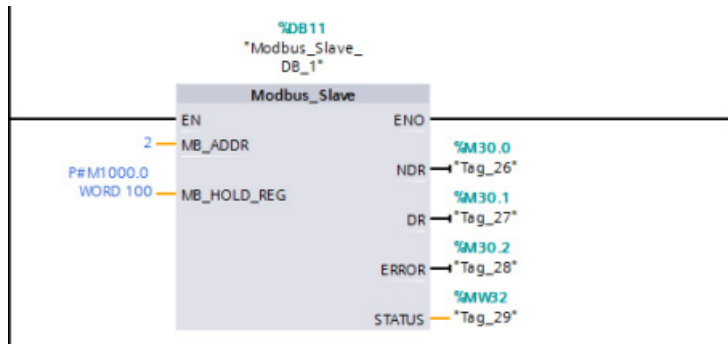 %DB11
"Modbus_Slave_
DB_1"
Modbus_Slave
EN
ENO
2
MB_ADDR
%M30.0
P#M1000.0
NDR
"Tag_26"
WORD 100
MB_HOLD_REG
%M30.1
DR
"Tag_27"
%M30.2
ERROR
"Tag_28"
%MW32
STATUS
"Tag_29"